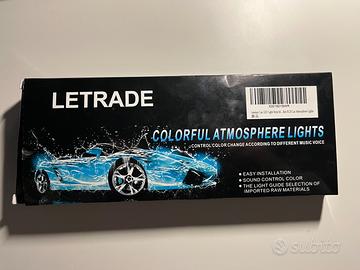 LETRADE
COLORFUL ATMOSPHERE LIGHTS
CONTROL COLOR CHANGE ACCORDING TO DIFFERENT MUSIC VOICE
● EASY INSTALLATION
● SOUND CONTROL COLOR
● THE LIGHT GUIDE SELECTION OF
IMPORTED RAW MATERIALS
subito